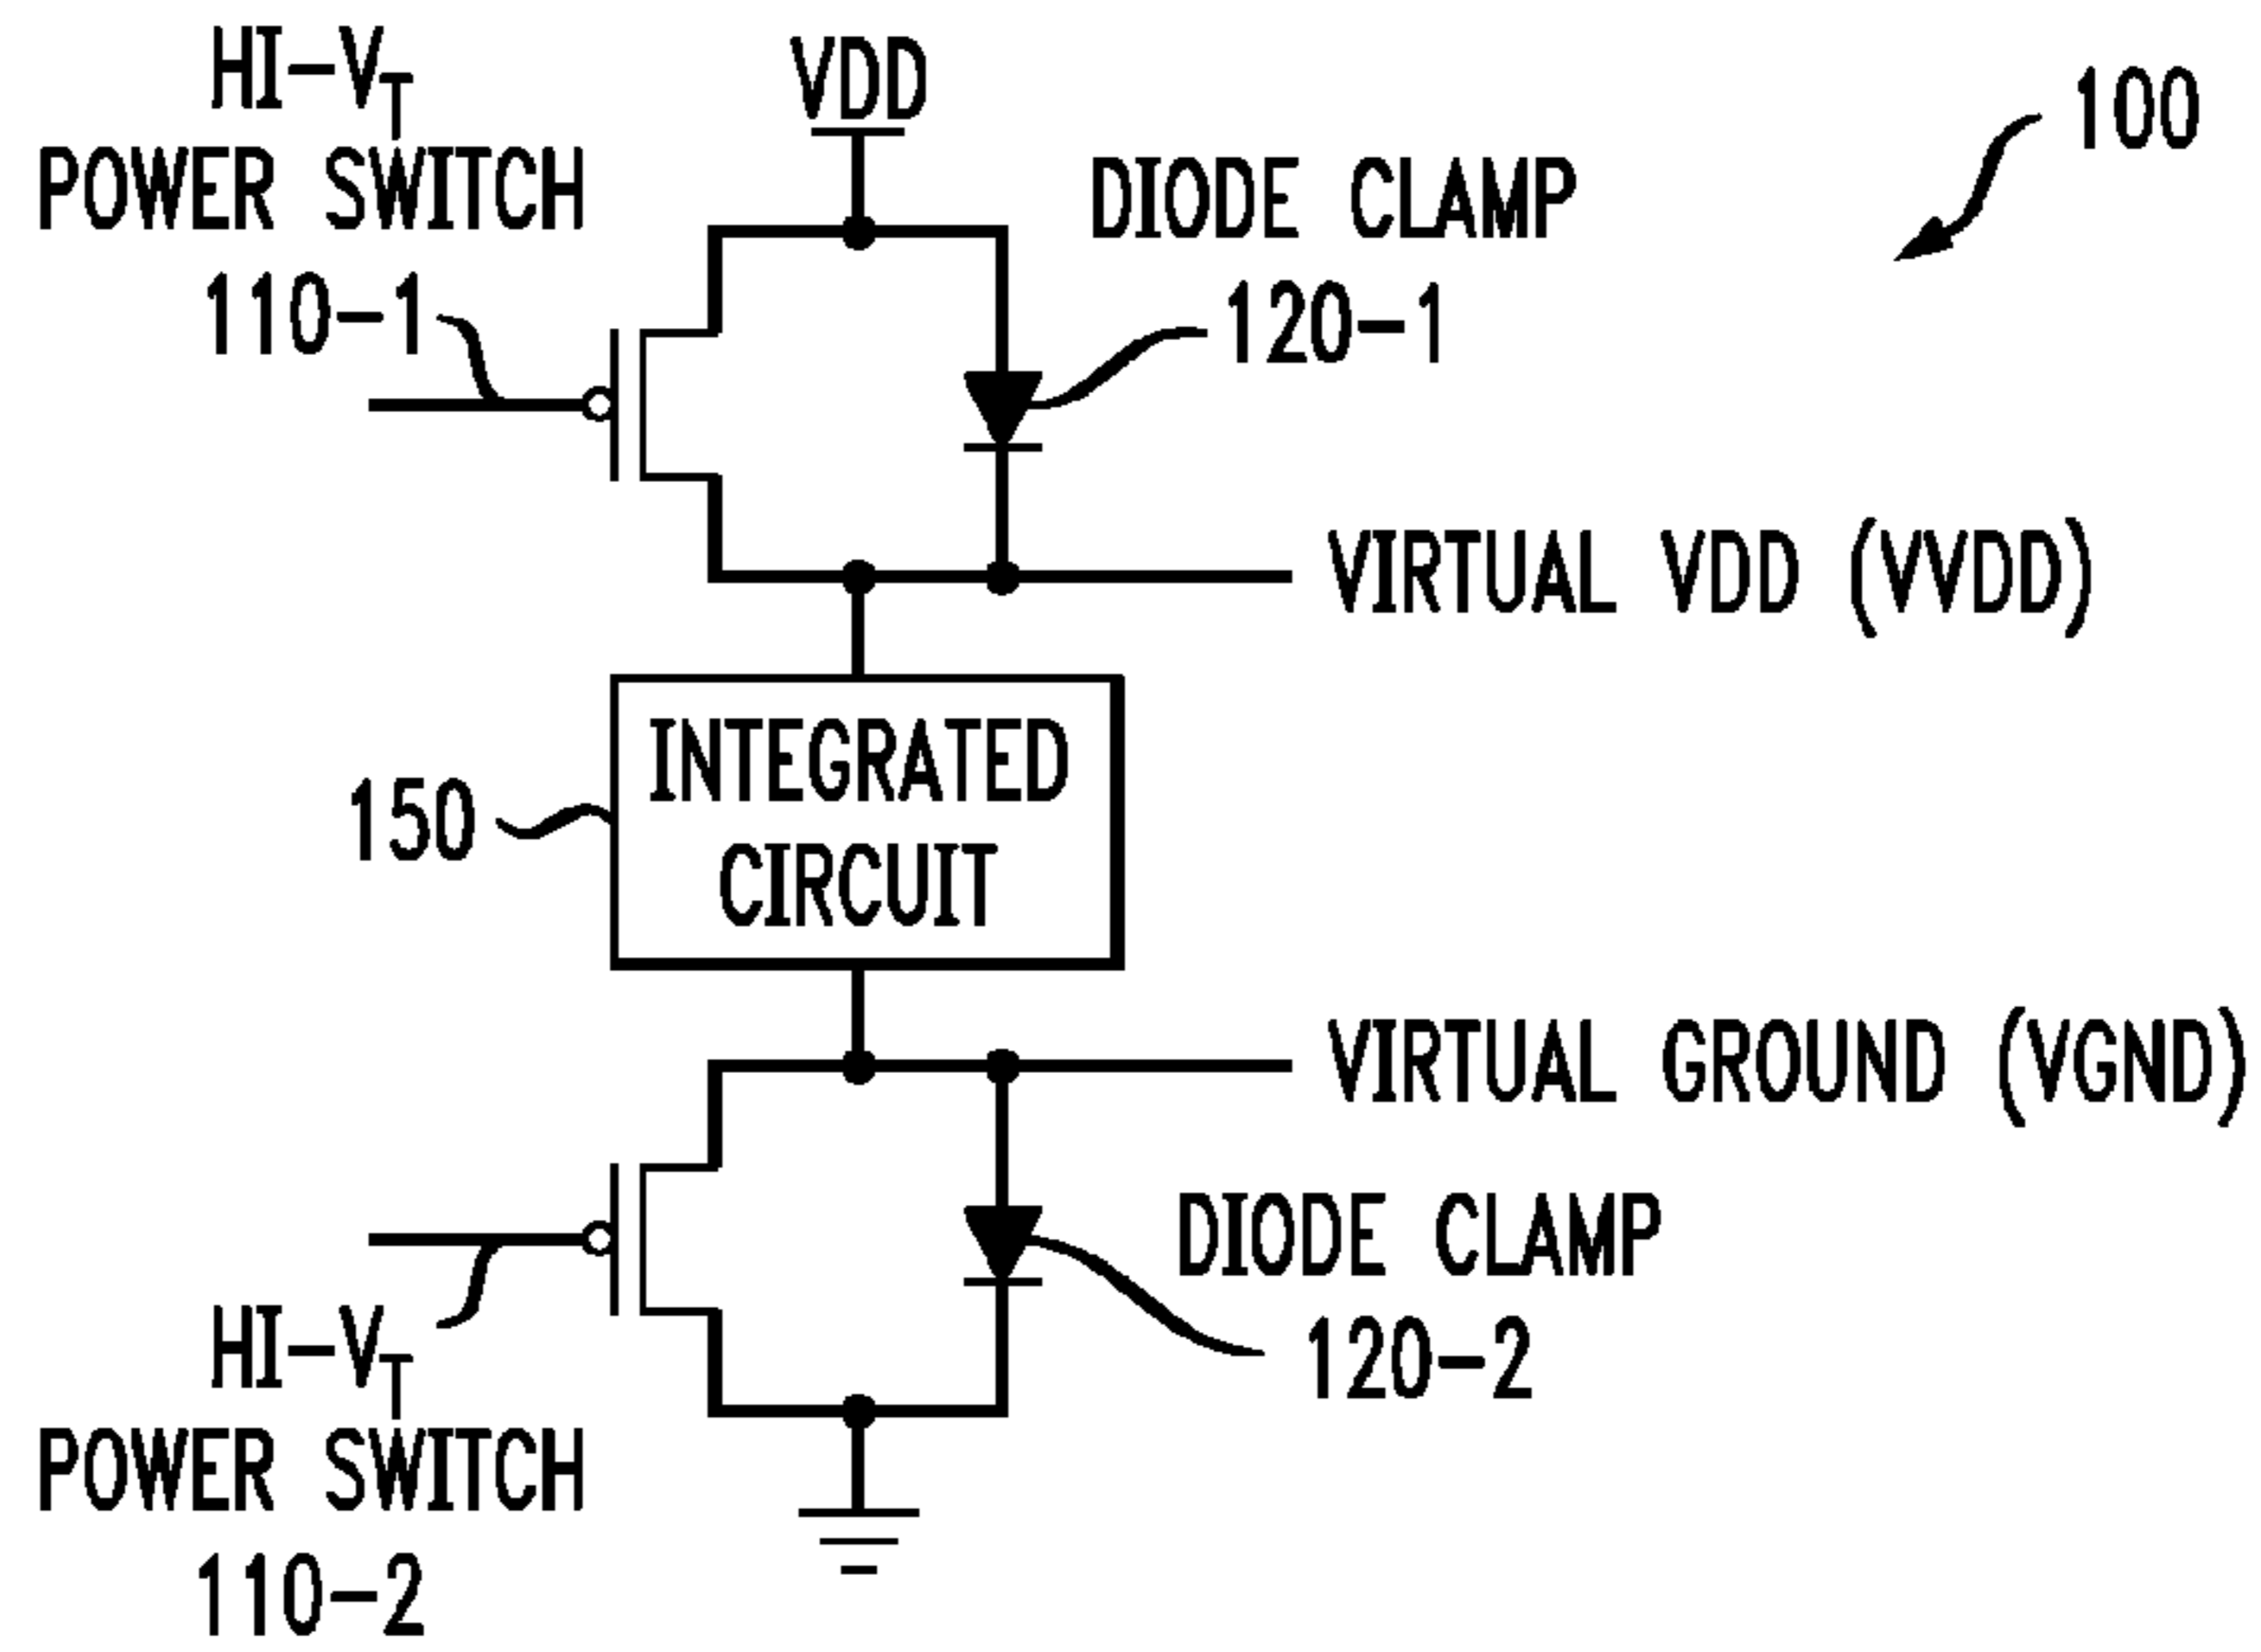 HI-VT
POWER SWITCH
110-1
VDD
DIODE CLAMP
120-1
100
VIRTUAL VDD (VVDD)
INTEGRATED
CIRCUIT
150
VIRTUAL GROUND (VGND)
DIODE CLAMP
120-2
HI-VT
POWER SWITCH
110-2